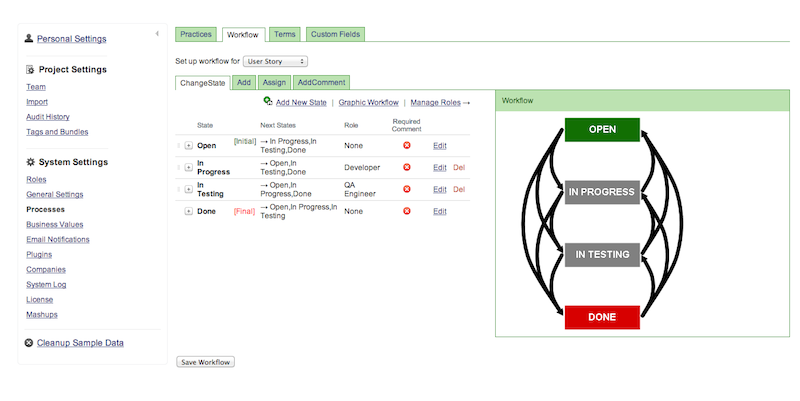 Personal Settings
Project Settings
Team
Import
Audit History
Tags and Bundles
System Settings
Roles
General Settings
Processes
Business Values
Email Notifications
Plugins
Companies
System Log
License
Mashups
Cleanup Sample Data
Practices Workflow Terms Custom Fields
Set up workflow for User Story
ChangeState Add Assign AddComment
Add New State | Graphic Workflow | Manage Roles →
State Next States Role Required
Comment
Open [Initial] → In Progress,In
Testing,Done None Edit
In
Progress → Open,In
Testing,Done Developer Edit Del
In
Testing → Open,In
Progress,Done QA
Engineer Edit Del
Done [Final] → Open,In Progress,In
Testing None Edit
Save Workflow
Workflow
OPEN
IN PROGRESS
IN TESTING
DONE